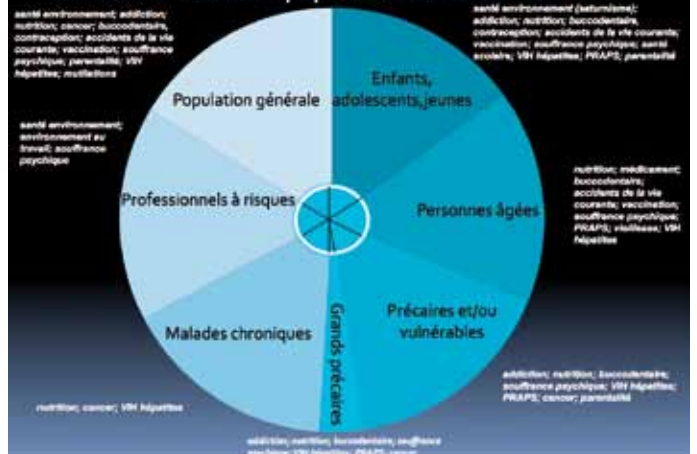 santé environnement; addiction;
nutrition; cancer; buccodentaire,
contraception; accidents de la vie
courante; vaccination; souffrance
psychique; parentalité; VIH
hépatites; mutilations
santé environnement (saturnisme);
addiction; nutrition; buccodentaire,
contraception; accidents de la vie courante;
vaccination; souffrance psychique; santé
scolaire; VIH hépatites; PRAPS; parentalité
Population générale
Enfants,
adolescents,jeunes
santé environnement;
environnement au
travail; souffrance
psychique
Professionnels à risques
Personnes âgées
nutrition; médicament;
buccodentaire;
accidents de la vie
courante; vaccination;
souffrance psychique;
PRAPS; vieillesse; VIH
hépatites
Malades chroniques
Grands précaires
Précaires et/ou
vulnérables
addiction; nutrition; buccodentaire;
souffrance psychique; VIH hépatites;
PRAPS; cancer; parentalité
nutrition; cancer; VIH hépatites
addiction; nutrition; buccodentaire; souffrance